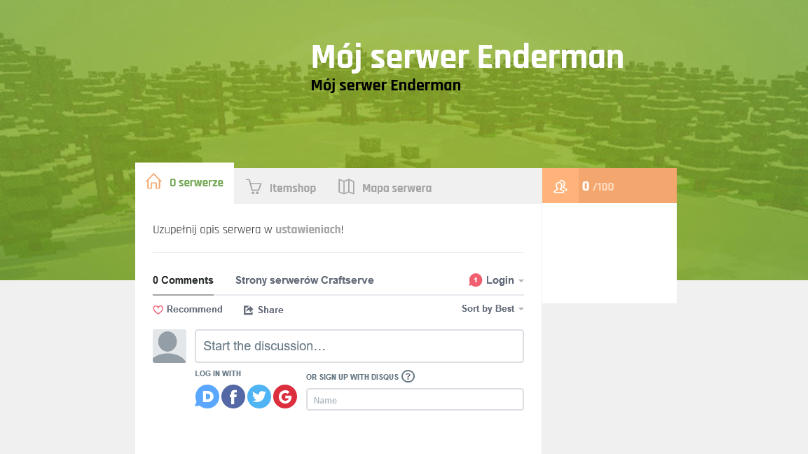 Mój serwer Enderman
Mój serwer Enderman
O serwerze
Itemshop
Mapa serwera
0 /100
Uzupełnij opis serwera w ustawieniach!
0 Comments
Strony serwerów Craftserve
1
Login
Recommend
Share
Sort by Best
Start the discussion…
LOG IN WITH
OR SIGN UP WITH DISQUS ?
D f G
Name